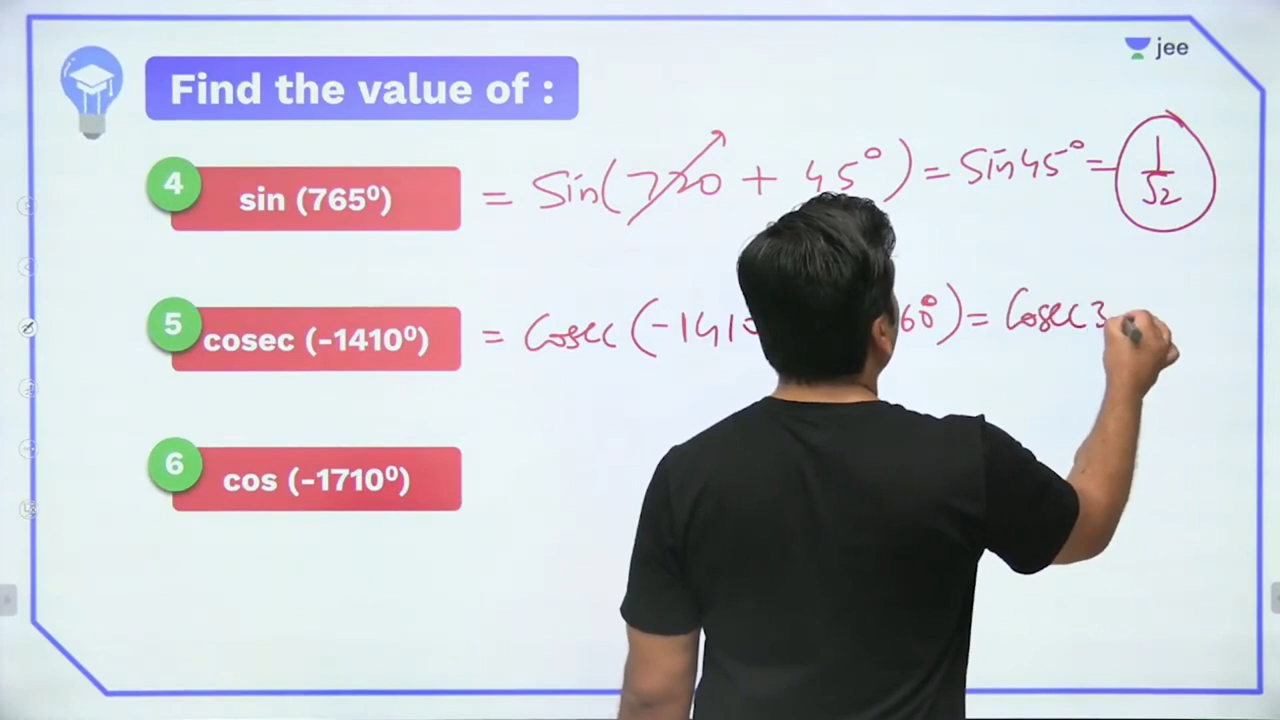 jee
Find the value of :
4 sin (765⁰) = Sin(720 + 45°) = Sin45° = 1/√2
5 cosec (-1410⁰) = Cosec (-141 60°) = Cosec 3
6 cos (-1710⁰)